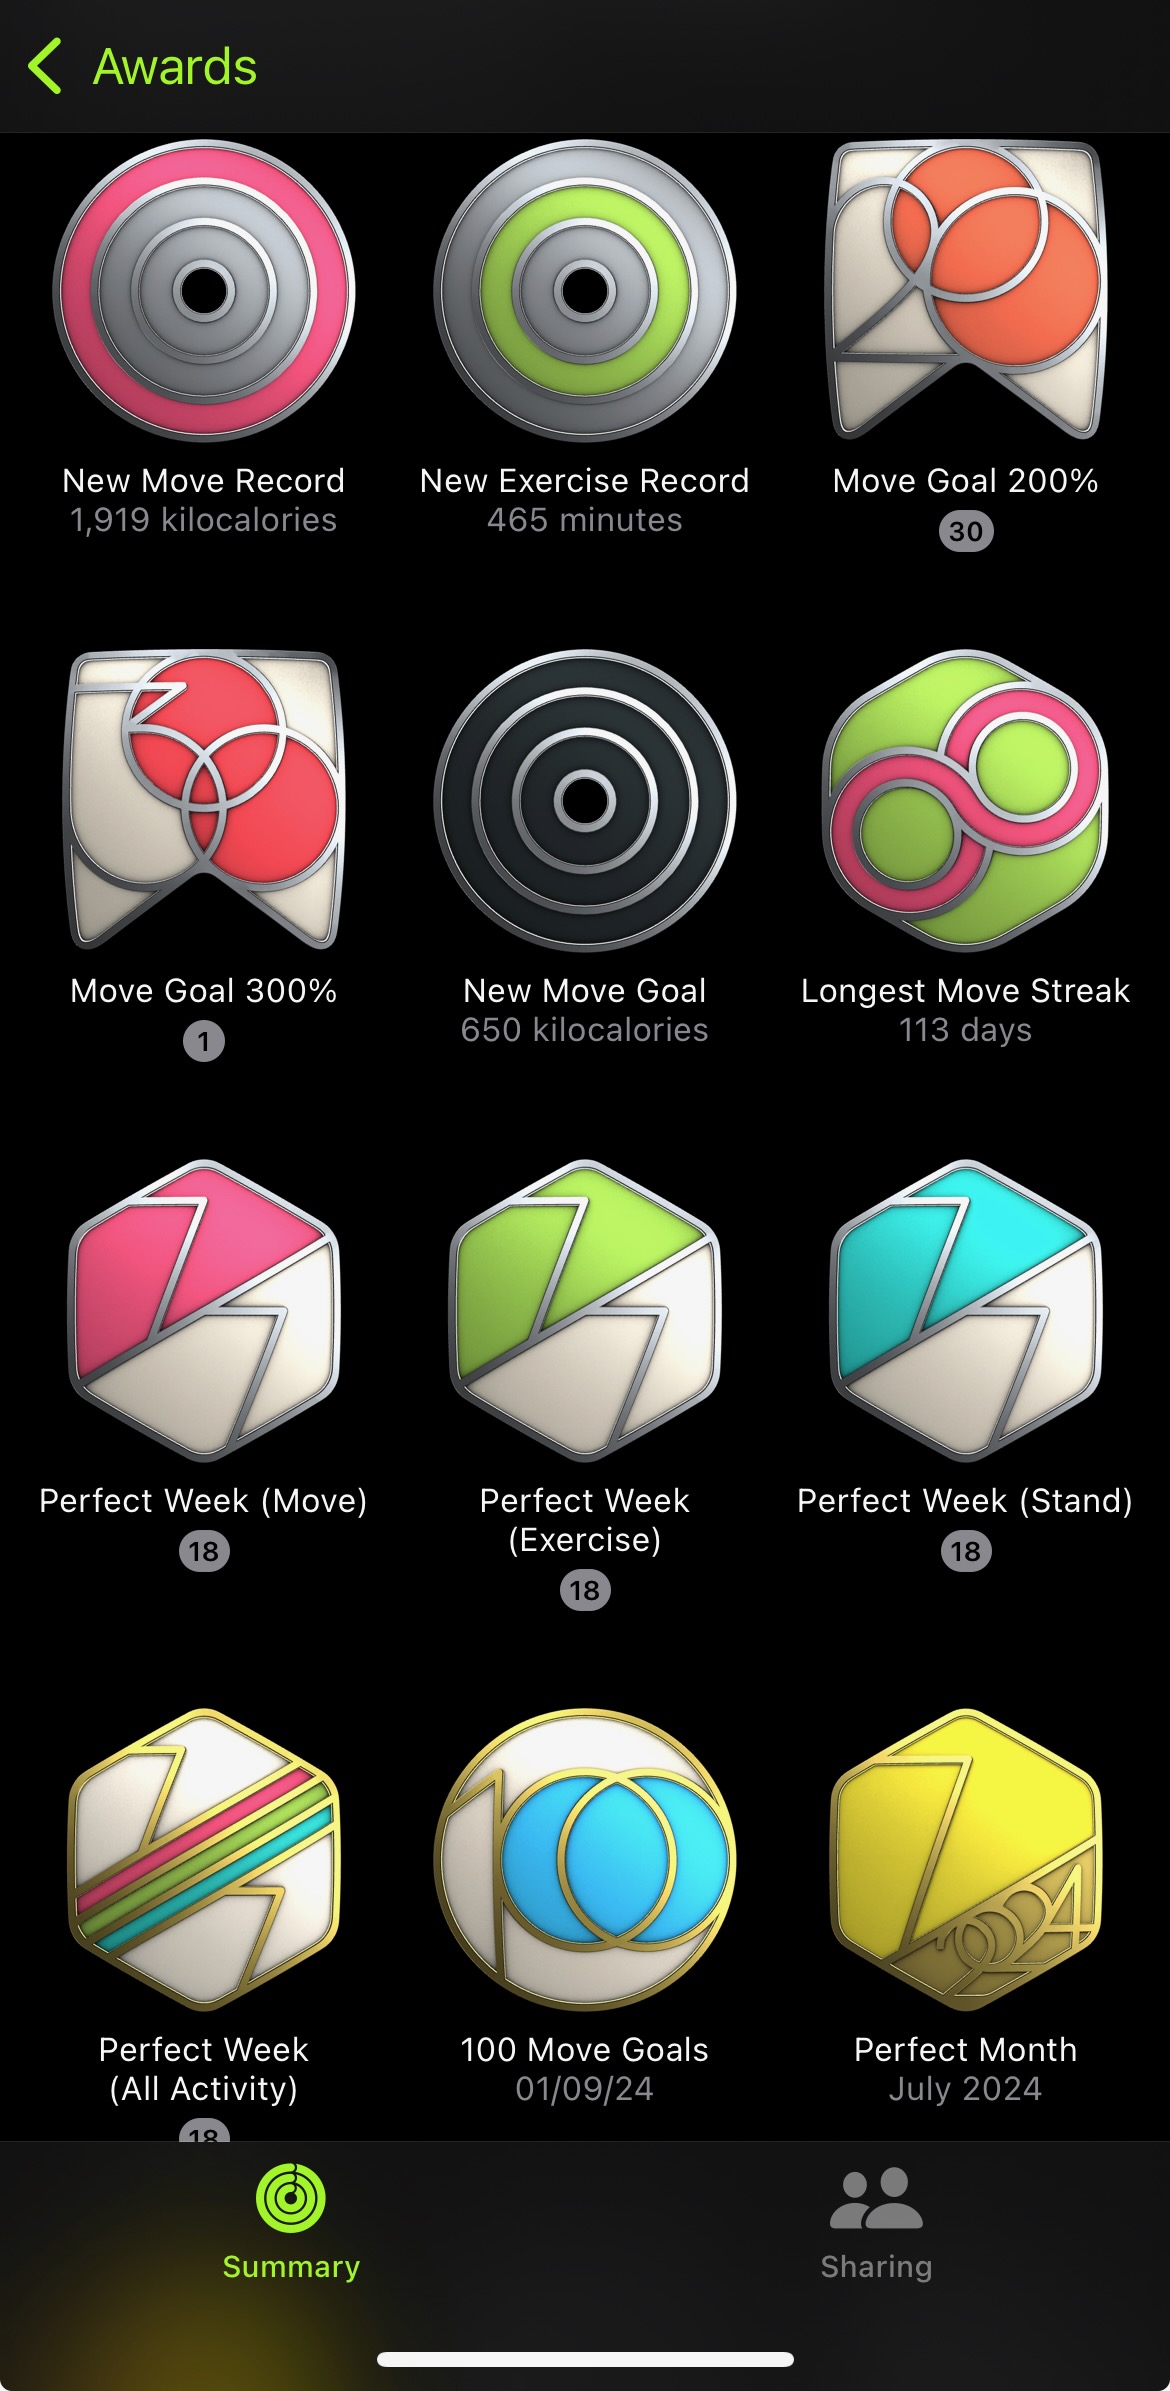 Awards
New Move Record
1,919 kilocalories
New Exercise Record
465 minutes
Move Goal 200%
30
Move Goal 300%
1
New Move Goal
650 kilocalories
Longest Move Streak
113 days
Perfect Week (Move)
18
Perfect Week
(Exercise)
18
Perfect Week (Stand)
18
Perfect Week
(All Activity)
18
100
100 Move Goals
01/09/24
2024
Perfect Month
July 2024
Summary
Sharing